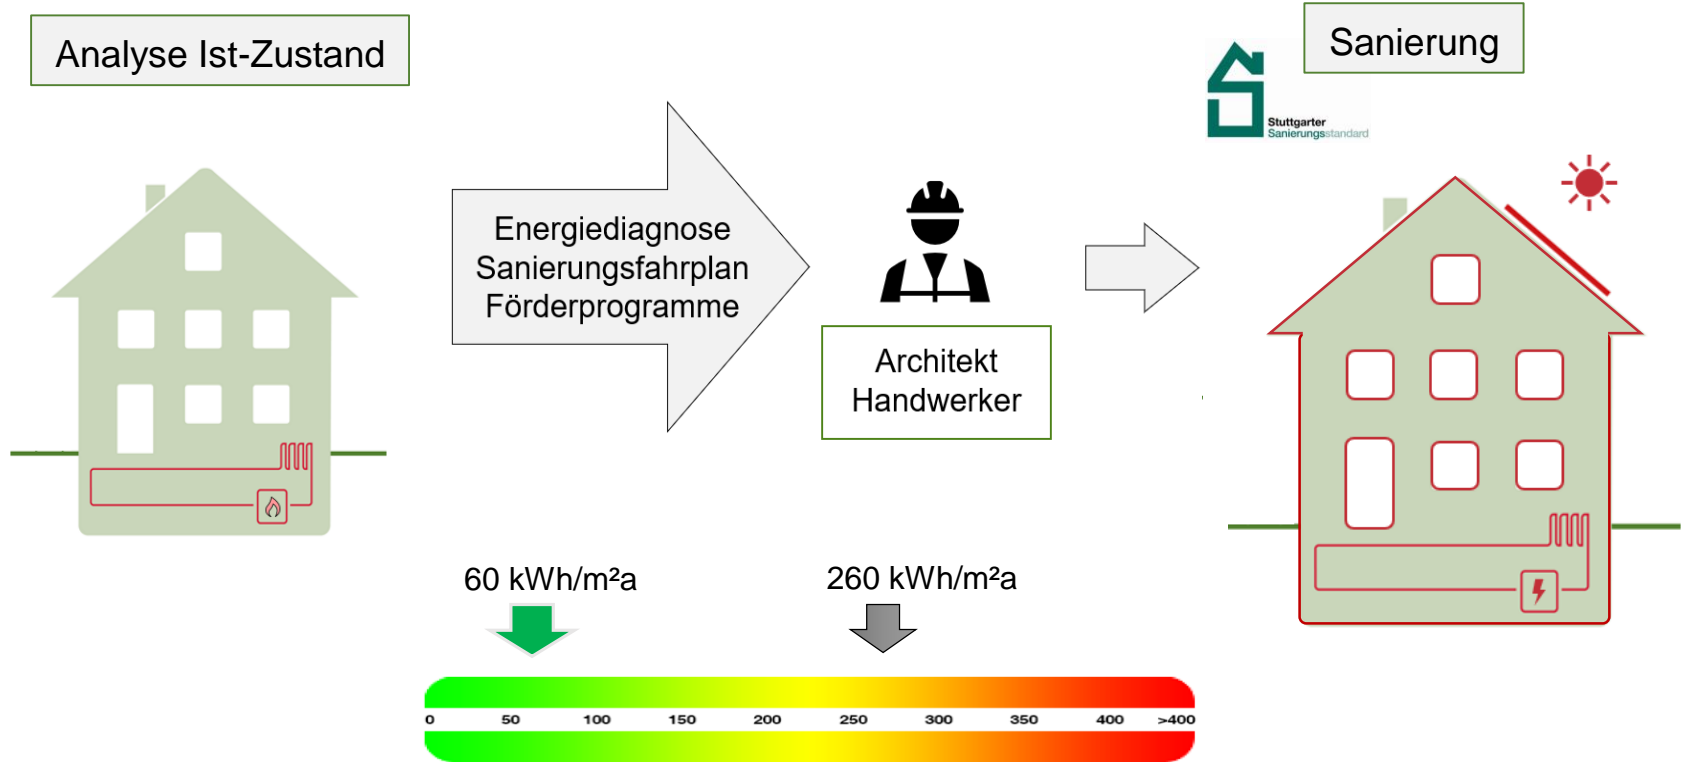 Analyse Ist-Zustand
Sanierung
Stuttgarter
Sanierungsstandard
Energiediagnose
Sanierungsfahrplan
Förderprogramme
Architekt
Handwerker
60 kWh/m²a
260 kWh/m²a
0 50 100 150 200 250 300 350 400 >400